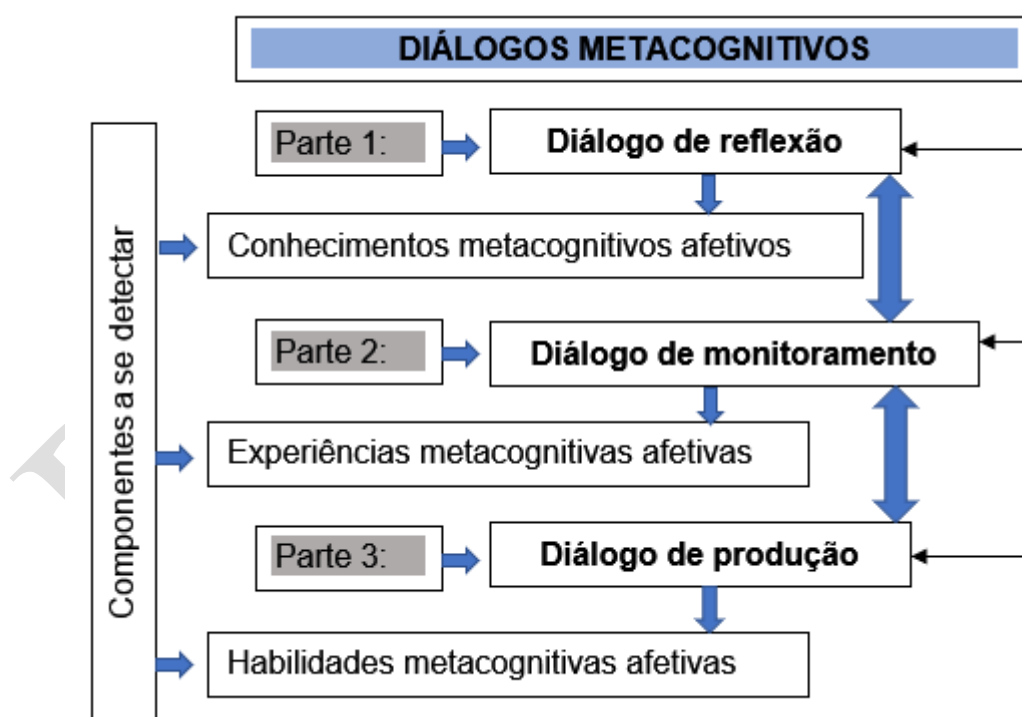 DIÁLOGOS METACOGNITIVOS
Componentes a se detectar
Parte 1:
Diálogo de reflexão
Conhecimentos metacognitivos afetivos
Parte 2:
Diálogo de monitoramento
Experiências metacognitivas afetivas
Parte 3:
Diálogo de produção
Habilidades metacognitivas afetivas